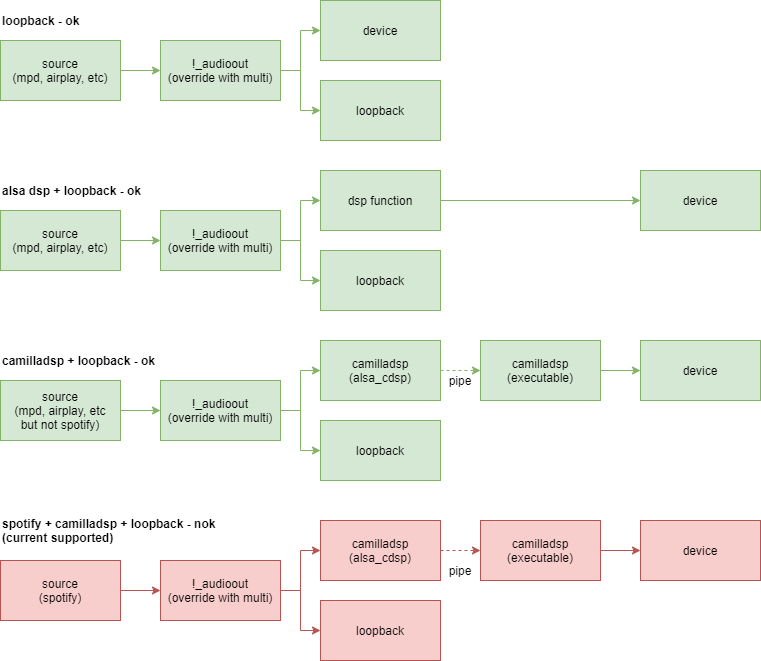 loopback - ok
source
(mpd, airplay, etc)
!_audioout
(override with multi)
device
loopback
alsa dsp + loopback - ok
source
(mpd, airplay, etc)
!_audioout
(override with multi)
dsp function
device
loopback
camilladsp + loopback - ok
source
(mpd, airplay, etc
but not spotify)
!_audioout
(override with multi)
camilladsp
(alsa_cdsp)
pipe
camilladsp
(executable)
device
loopback
spotify + camilladsp + loopback - nok
(current supported)
source
(spotify)
!_audioout
(override with multi)
camilladsp
(alsa_cdsp)
pipe
camilladsp
(executable)
device
loopback